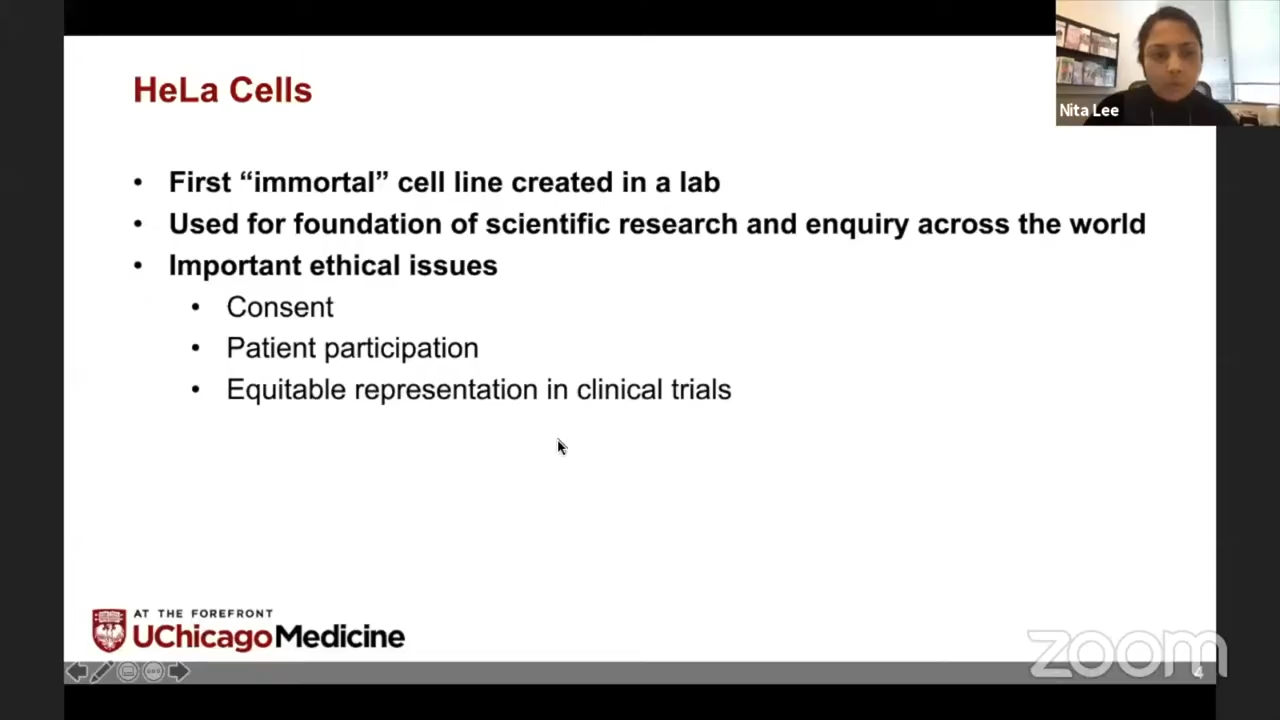 HeLa Cells
Nita Lee
• First “immortal” cell line created in a lab
• Used for foundation of scientific research and enquiry across the world
• Important ethical issues
• Consent
• Patient participation
• Equitable representation in clinical trials
AT THE FOREFRONT
UChicagoMedicine
zoom
4